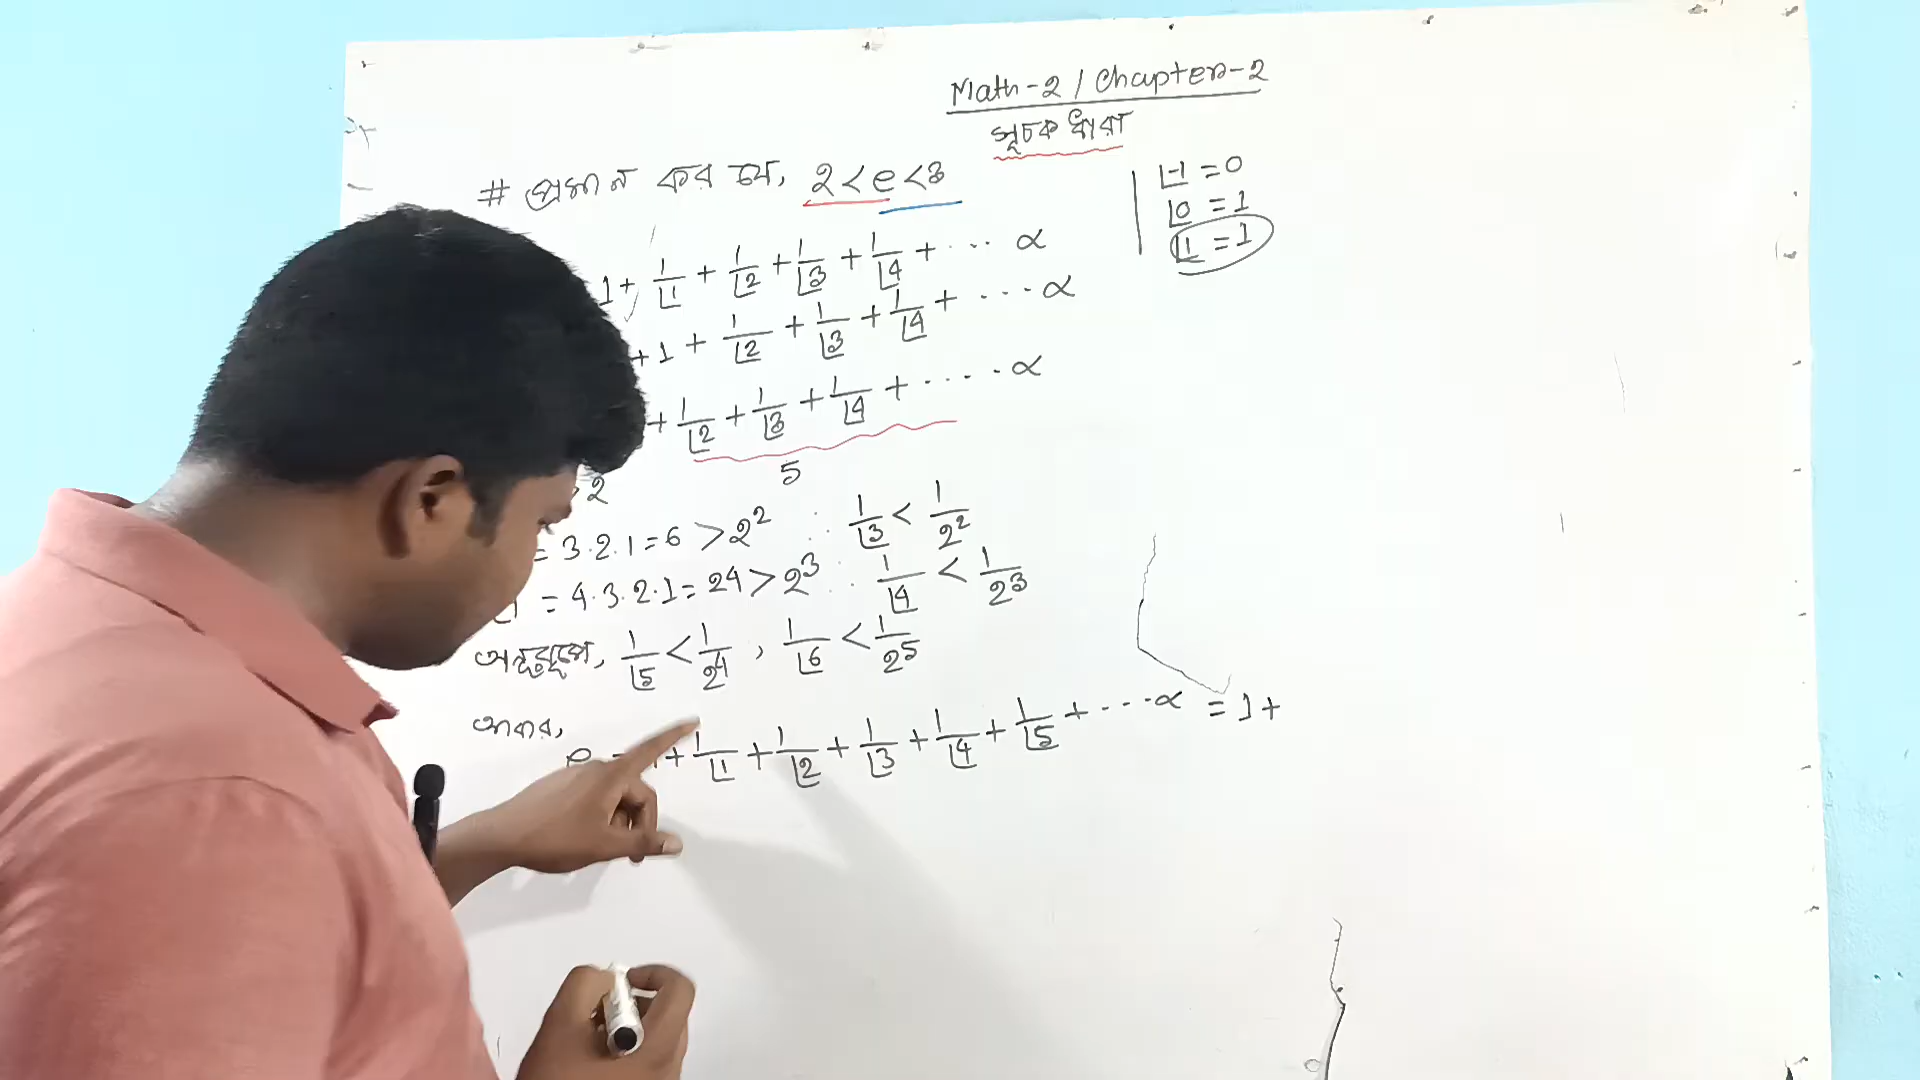 Math-2 / Chapter-2
সূচক ধারা
# প্রমান কর যে, 2 < e < 3
∟-1 = 0
∟0 = 1
∟1 = 1
1 + 1/∟1 + 1/∟2 + 1/∟3 + 1/∟4 + ··· ∝
+ 1 + 1/∟2 + 1/∟3 + 1/∟4 + ···· ∝
+ 1/∟2 + 1/∟3 + 1/∟4 + ····· ∝
5
> 2
= 3·2·1 = 6 > 2² ∴ 1/∟3 < 1/2²
= 4·3·2·1 = 24 > 2³ ∴ 1/∟4 < 1/2³
অনুরূপে, 1/∟5 < 1/2⁴ , 1/∟6 < 1/2⁵
আবার,
e = 1 + 1/∟1 + 1/∟2 + 1/∟3 + 1/∟4 + 1/∟5 + ····∝ = 1 +